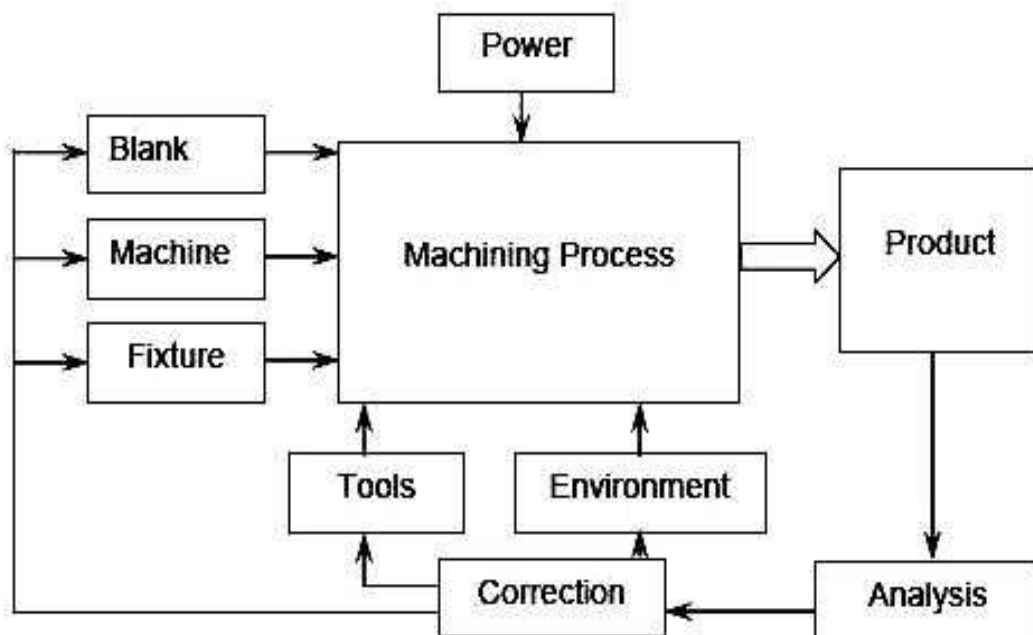 Power
Blank
Machine
Fixture
Machining Process
Product
Tools
Environment
Correction
Analysis